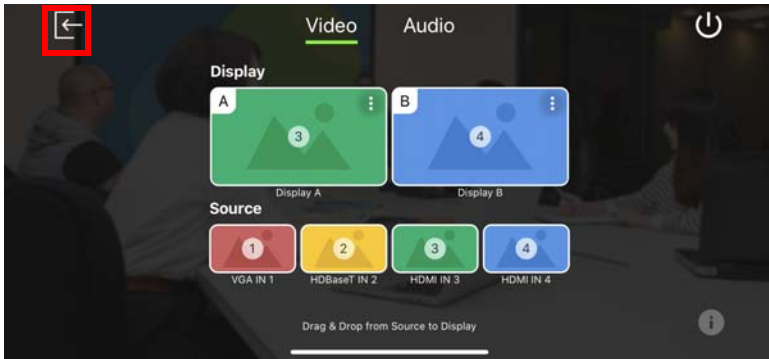 Video Audio
Display
A B
3 4
Display A Display B
Source
1 2 3 4
VGA IN 1 HDBaseT IN 2 HDMI IN 3 HDMI IN 4
Drag & Drop from Source to Display
i